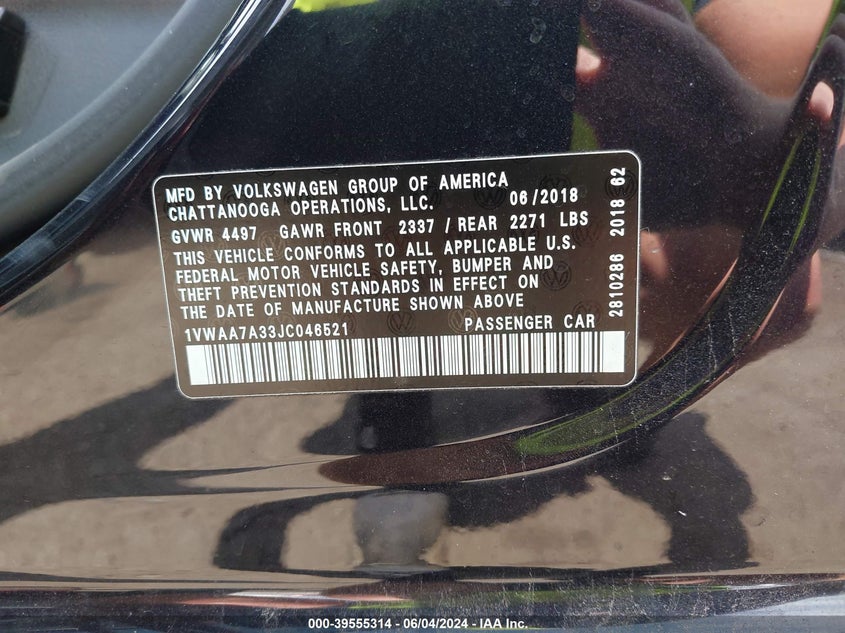 MFD BY VOLKSWAGEN GROUP OF AMERICA
CHATTANOOGA OPERATIONS, LLC. 06/2018
GVWR 4497 GAWR FRONT 2337 / REAR 2271 LBS
THIS VEHICLE CONFORMS TO ALL APPLICABLE U.S.
FEDERAL MOTOR VEHICLE SAFETY, BUMPER AND
THEFT PREVENTION STANDARDS IN EFFECT ON
THE DATE OF MANUFACTURE SHOWN ABOVE
1VWAA7A33JC046521 PASSENGER CAR
2810286 2018 62
000-39555314 - 06/04/2024 - IAA Inc.